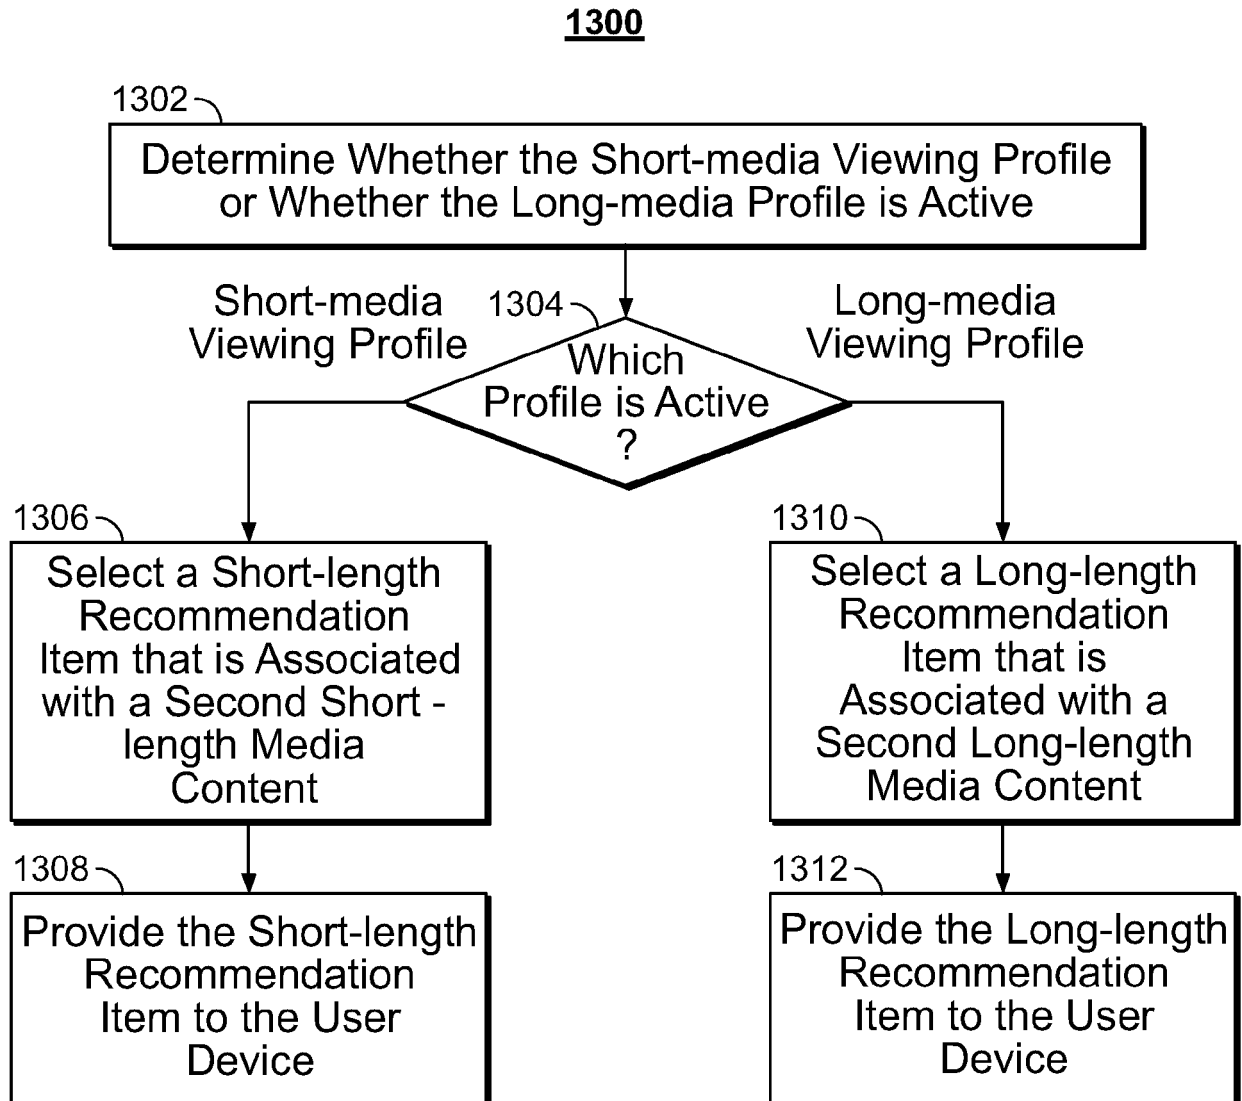 1300
1302
Determine Whether the Short-media Viewing Profile
or Whether the Long-media Profile is Active
Short-media
Viewing Profile
1304
Long-media
Viewing Profile
Which
Profile is Active
?
1306
Select a Short-length
Recommendation
Item that is Associated
with a Second Short -
length Media
Content
1310
Select a Long-length
Recommendation
Item that is
Associated with a
Second Long-length
Media Content
1308
Provide the Short-length
Recommendation
Item to the User
Device
1312
Provide the Long-length
Recommendation
Item to the User
Device